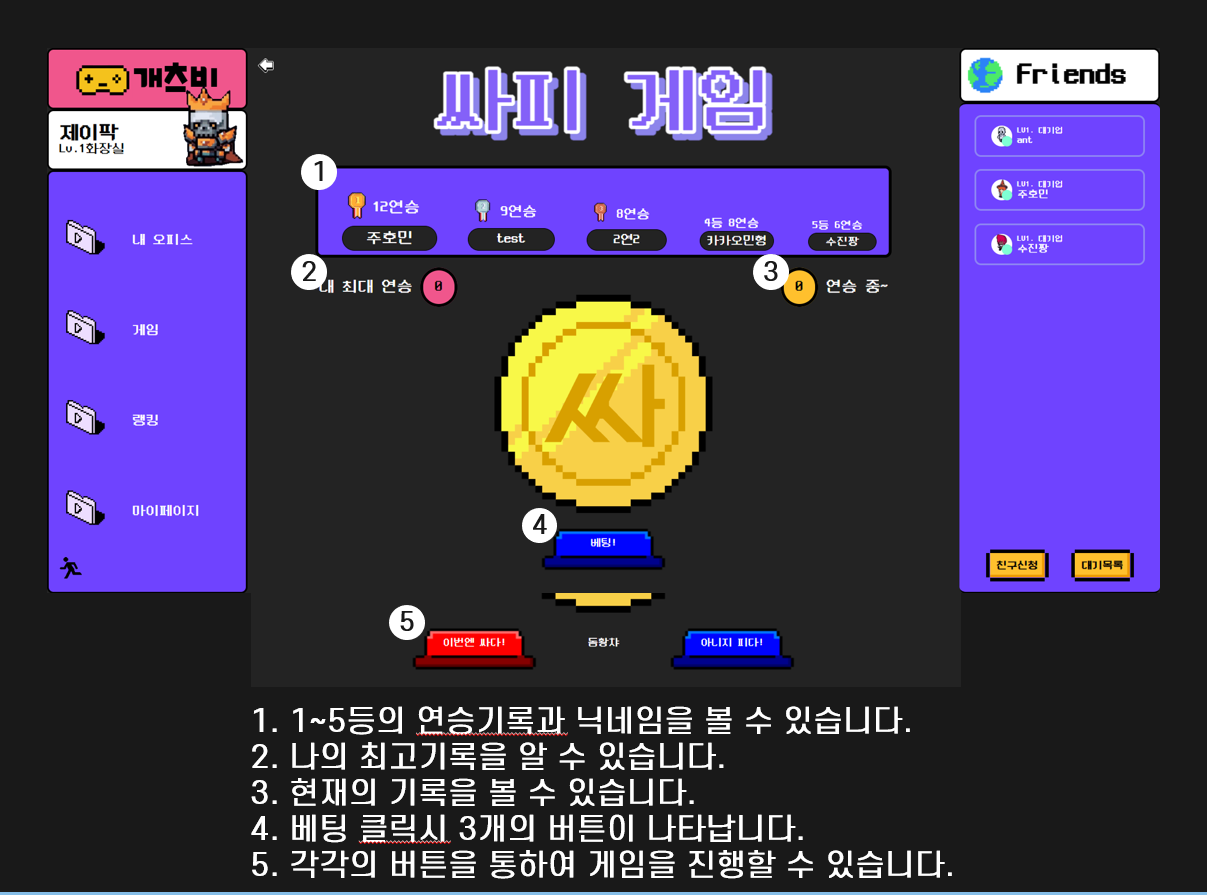 개츠비
제이팍
Lv.1화장실
내 오피스
게임
랭킹
마이페이지
싸피 게임
1
12연승
9연승
8연승
4등 8연승
5등 6연승
주호민
test
2연2
카카오민형
수진짱
2
내 최대 연승
0
3
0
연승 중~
싸
4
베팅!
5
이번엔 싸다!
동황챠
아니지 피다!
Friends
LV1. 대기업
ant
LV1. 대기업
주호민
LV1. 대기업
수진짱
친구신청
대기목록
1. 1~5등의 연승기록과 닉네임을 볼 수 있습니다.
2. 나의 최고기록을 알 수 있습니다.
3. 현재의 기록을 볼 수 있습니다.
4. 베팅 클릭시 3개의 버튼이 나타납니다.
5. 각각의 버튼을 통하여 게임을 진행할 수 있습니다.